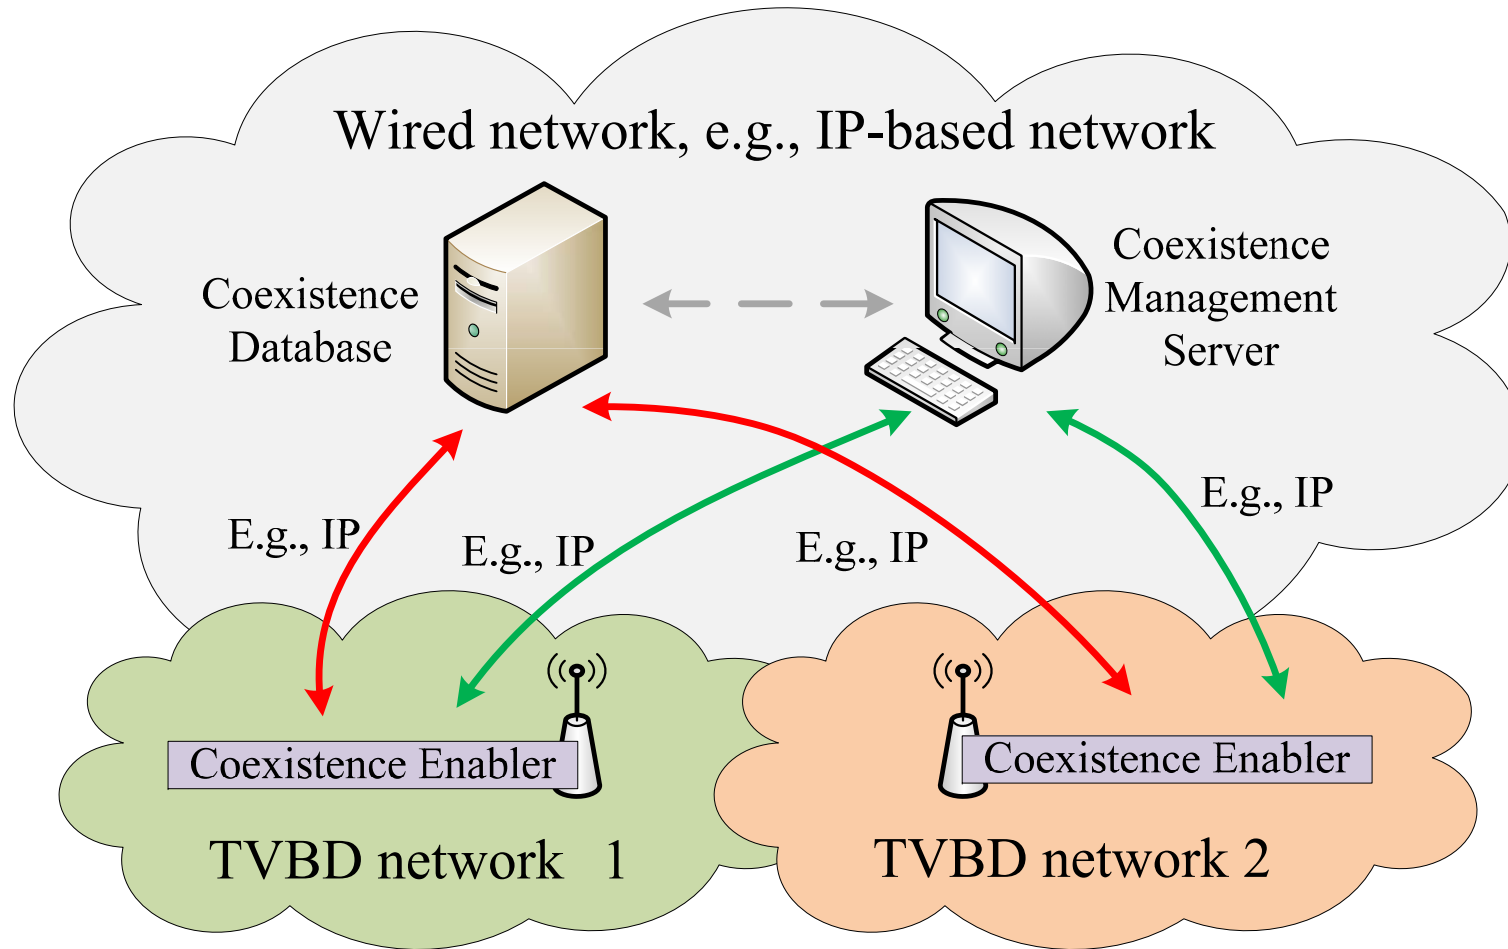 Wired network, e.g., IP-based network
Coexistence
Database
Coexistence
Management
Server
E.g., IP
E.g., IP
E.g., IP
E.g., IP
Coexistence Enabler
Coexistence Enabler
TVBD network 1
TVBD network 2